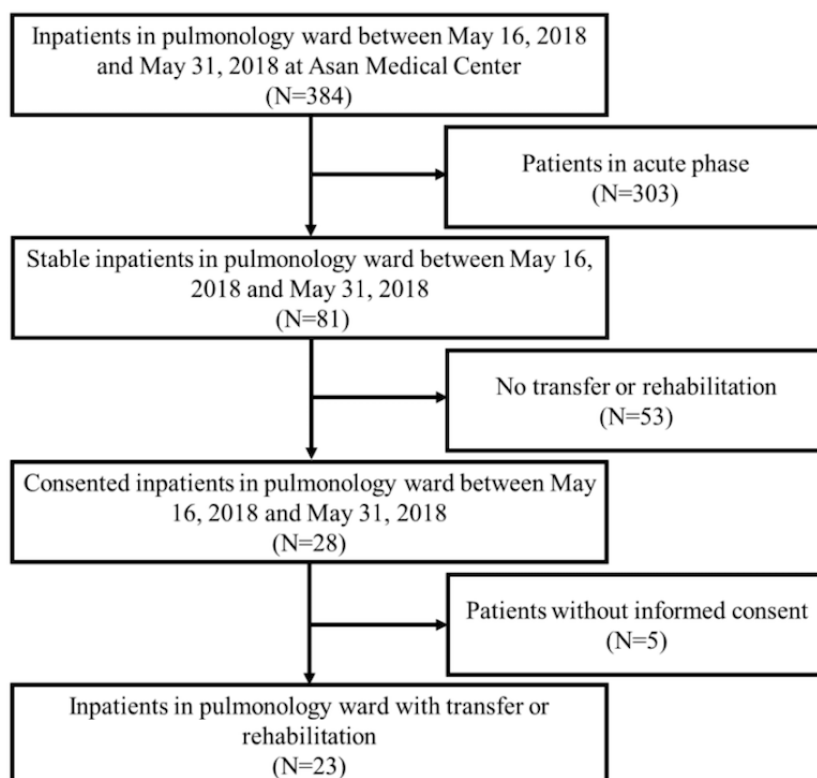 Inpatients in pulmonology ward between May 16, 2018
and May 31, 2018 at Asan Medical Center
(N=384)
Patients in acute phase
(N=303)
Stable inpatients in pulmonology ward between May 16,
2018 and May 31, 2018
(N=81)
No transfer or rehabilitation
(N=53)
Consented inpatients in pulmonology ward between May
16, 2018 and May 31, 2018
(N=28)
Patients without informed consent
(N=5)
Inpatients in pulmonology ward with transfer or
rehabilitation
(N=23)